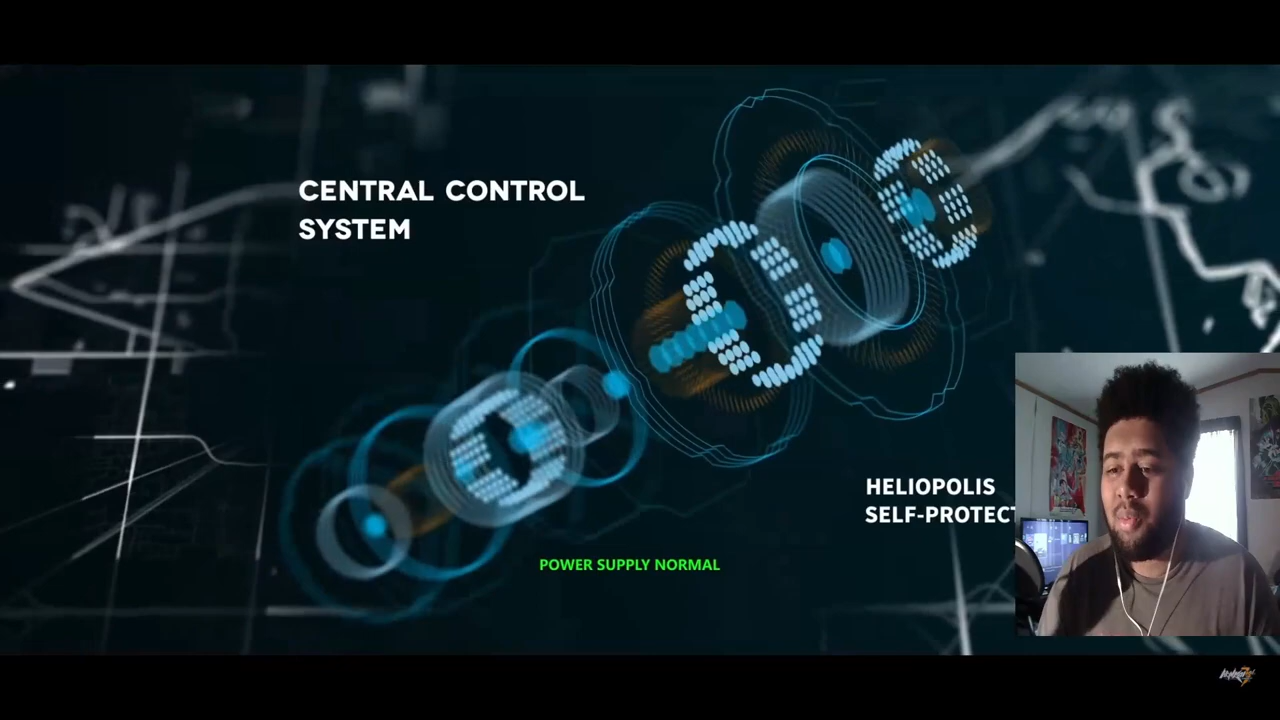 CENTRAL CONTROL
SYSTEM
HELIOPOLIS
SELF-PROTECT
POWER SUPPLY NORMAL